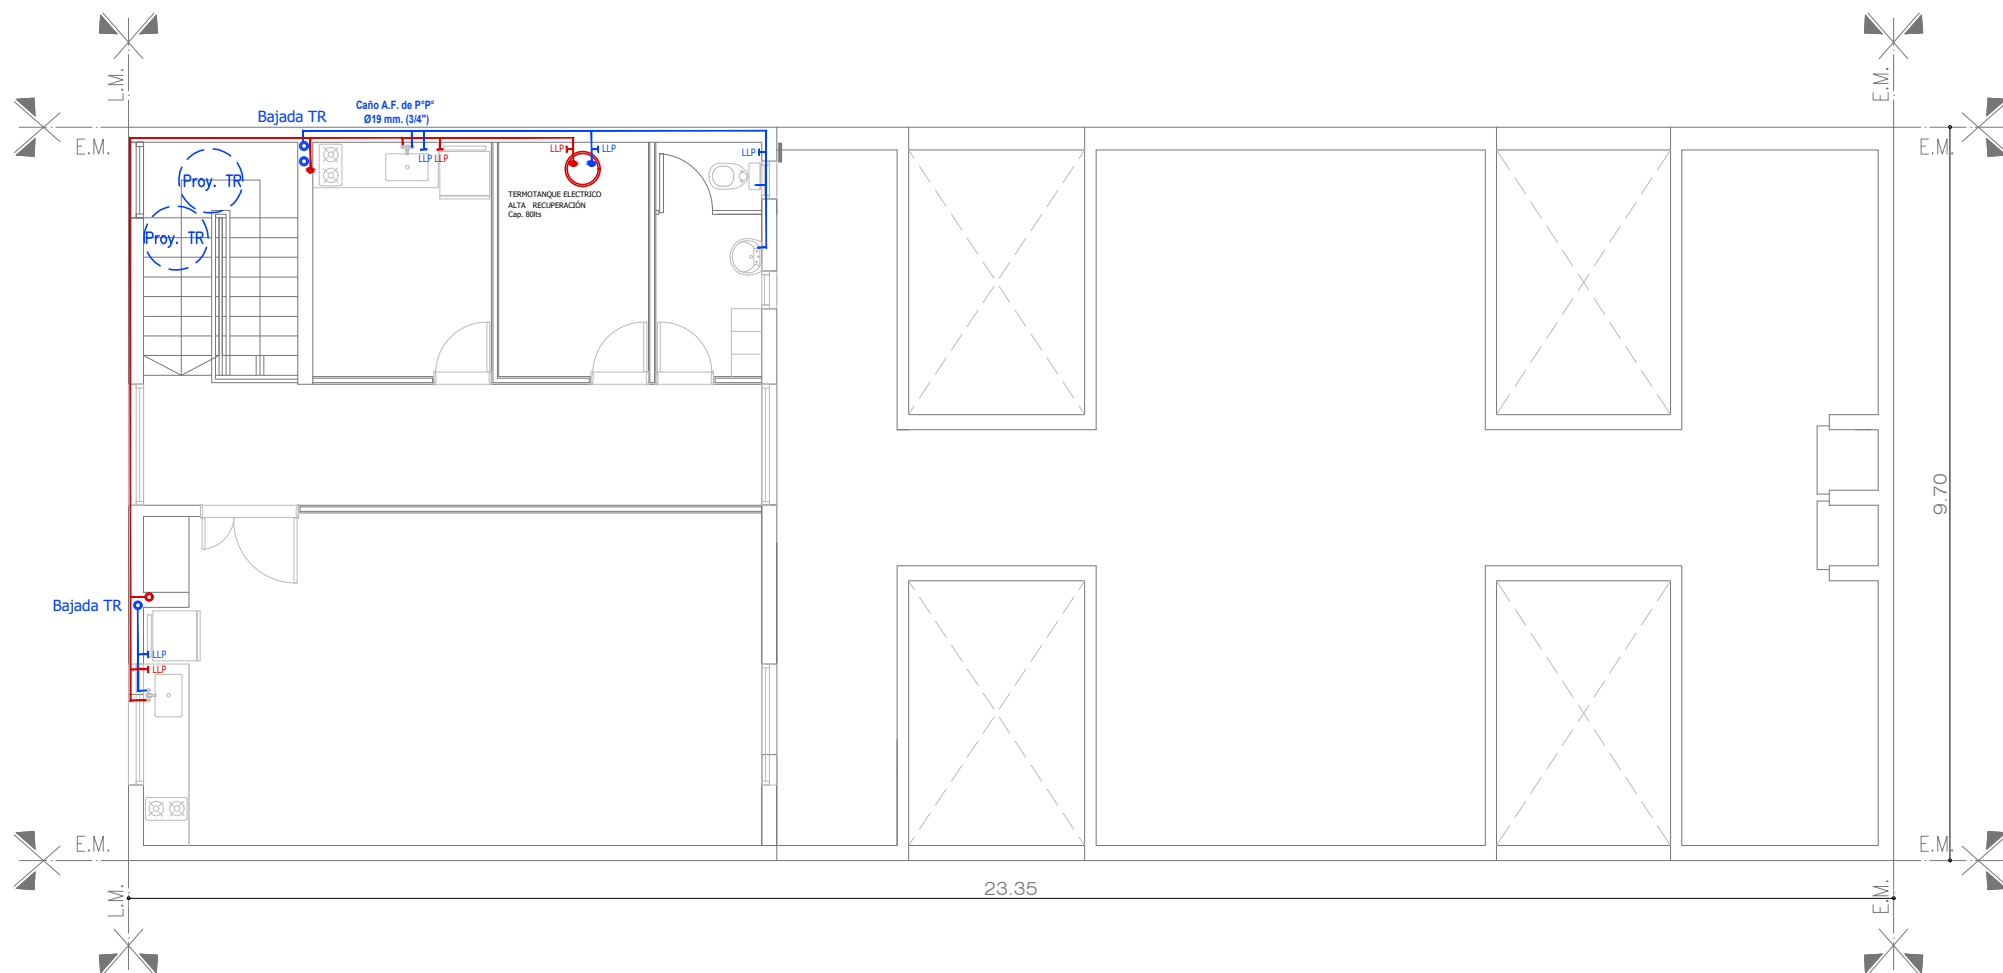 L.M.
E.M.
Bajada TR
Caño A.F. de PºPº
Ø19 mm. (3/4")
E.M.
E.M.
LLP
LLP
LLP
LLP
LLP
Proy. TR
TERMOTANQUE ELECTRICO
ALTA RECUPERACIÓN
Cap. 80lts
Proy. TR
9.70
Bajada TR
LLP
LLP
E.M.
E.M.
23.35
L.M.
E.M.